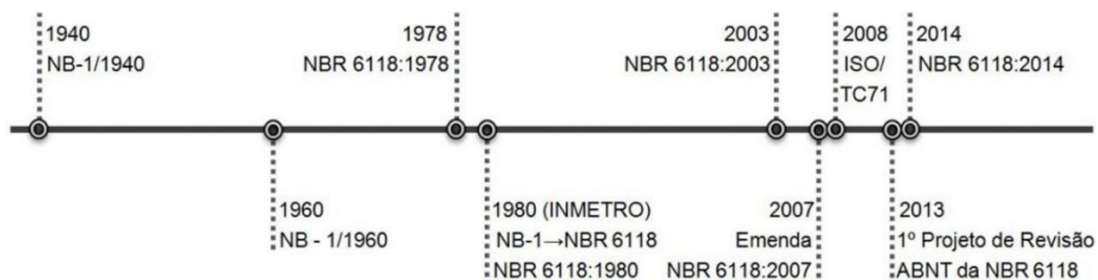 1940
NB-1/1940
1978
NBR 6118:1978
2003
NBR 6118:2003
2008
ISO/
TC71
2014
NBR 6118:2014
1960
NB - 1/1960
1980 (INMETRO)
NB-1→NBR 6118
NBR 6118:1980
2007
Emenda
NBR 6118:2007
2013
1º Projeto de Revisão
ABNT da NBR 6118